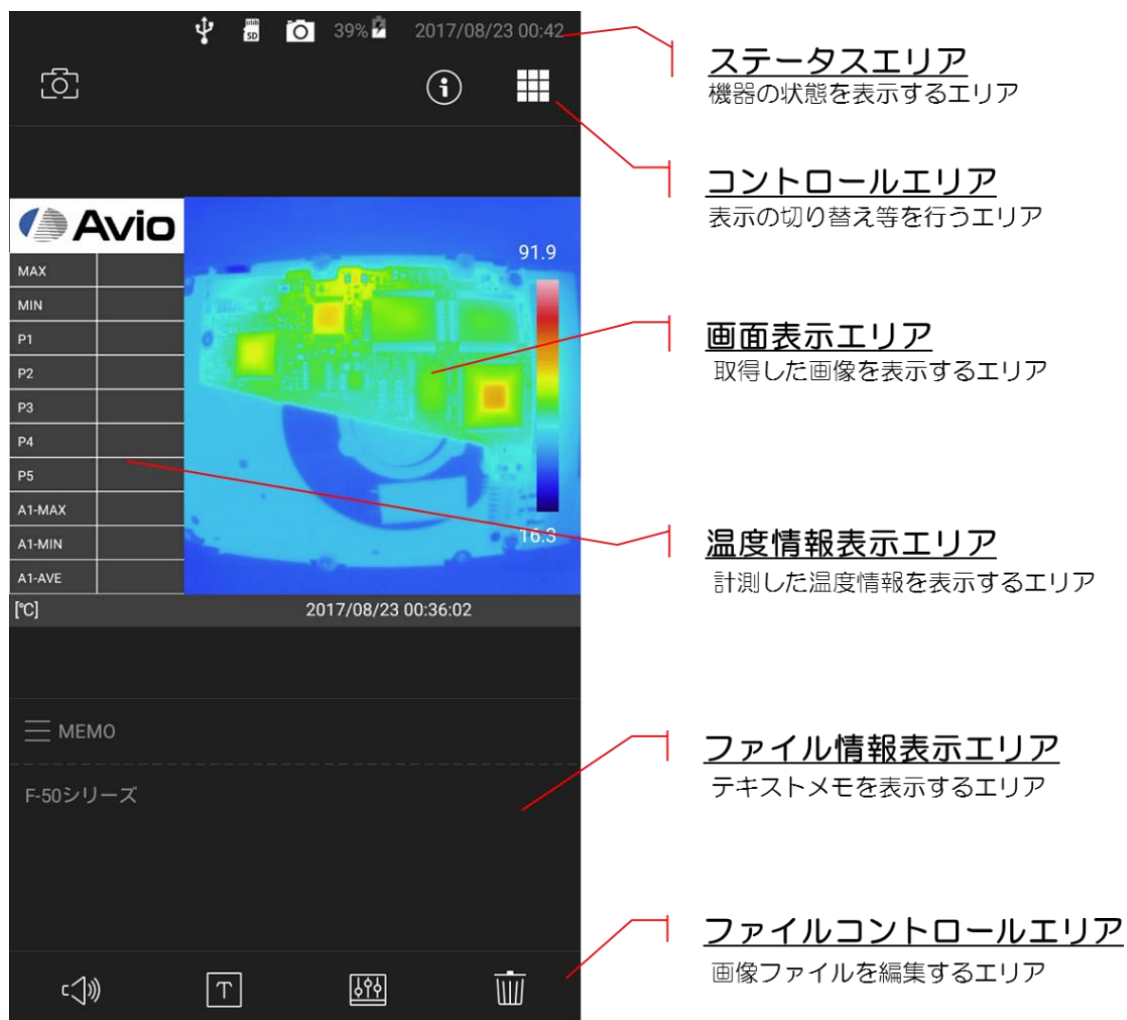 39%
2017/08/23 00:42
ステータスエリア
機器の状態を表示するエリア
コントロールエリア
表示の切り替え等を行うエリア
Avio
MAX
MIN
P1
P2
P3
P4
P5
A1-MAX
A1-MIN
A1-AVE
91.9
16.3
[℃]
2017/08/23 00:36:02
画面表示エリア
取得した画像を表示するエリア
温度情報表示エリア
計測した温度情報を表示するエリア
MEMO
F-50シリーズ
ファイル情報表示エリア
テキストメモを表示するエリア
T
ファイルコントロールエリア
画像ファイルを編集するエリア